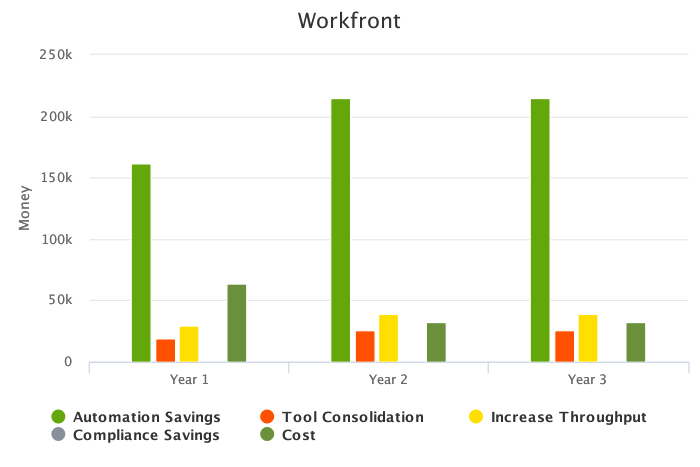 Workfront
250k
200k
150k
100k
50k
0
Money
Year 1
Year 2
Year 3
Automation Savings
Tool Consolidation
Increase Throughput
Compliance Savings
Cost